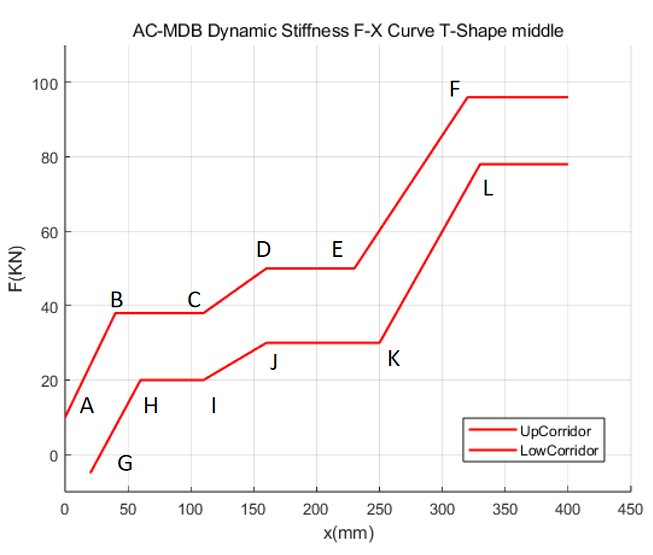 AC-MDB Dynamic Stiffness F-X Curve T-Shape middle
F(KN)
100
80
60
40
20
0
A
B
C
D
E
F
G
H
I
J
K
L
UpCorridor
LowCorridor
0 50 100 150 200 250 300 350 400 450
x(mm)